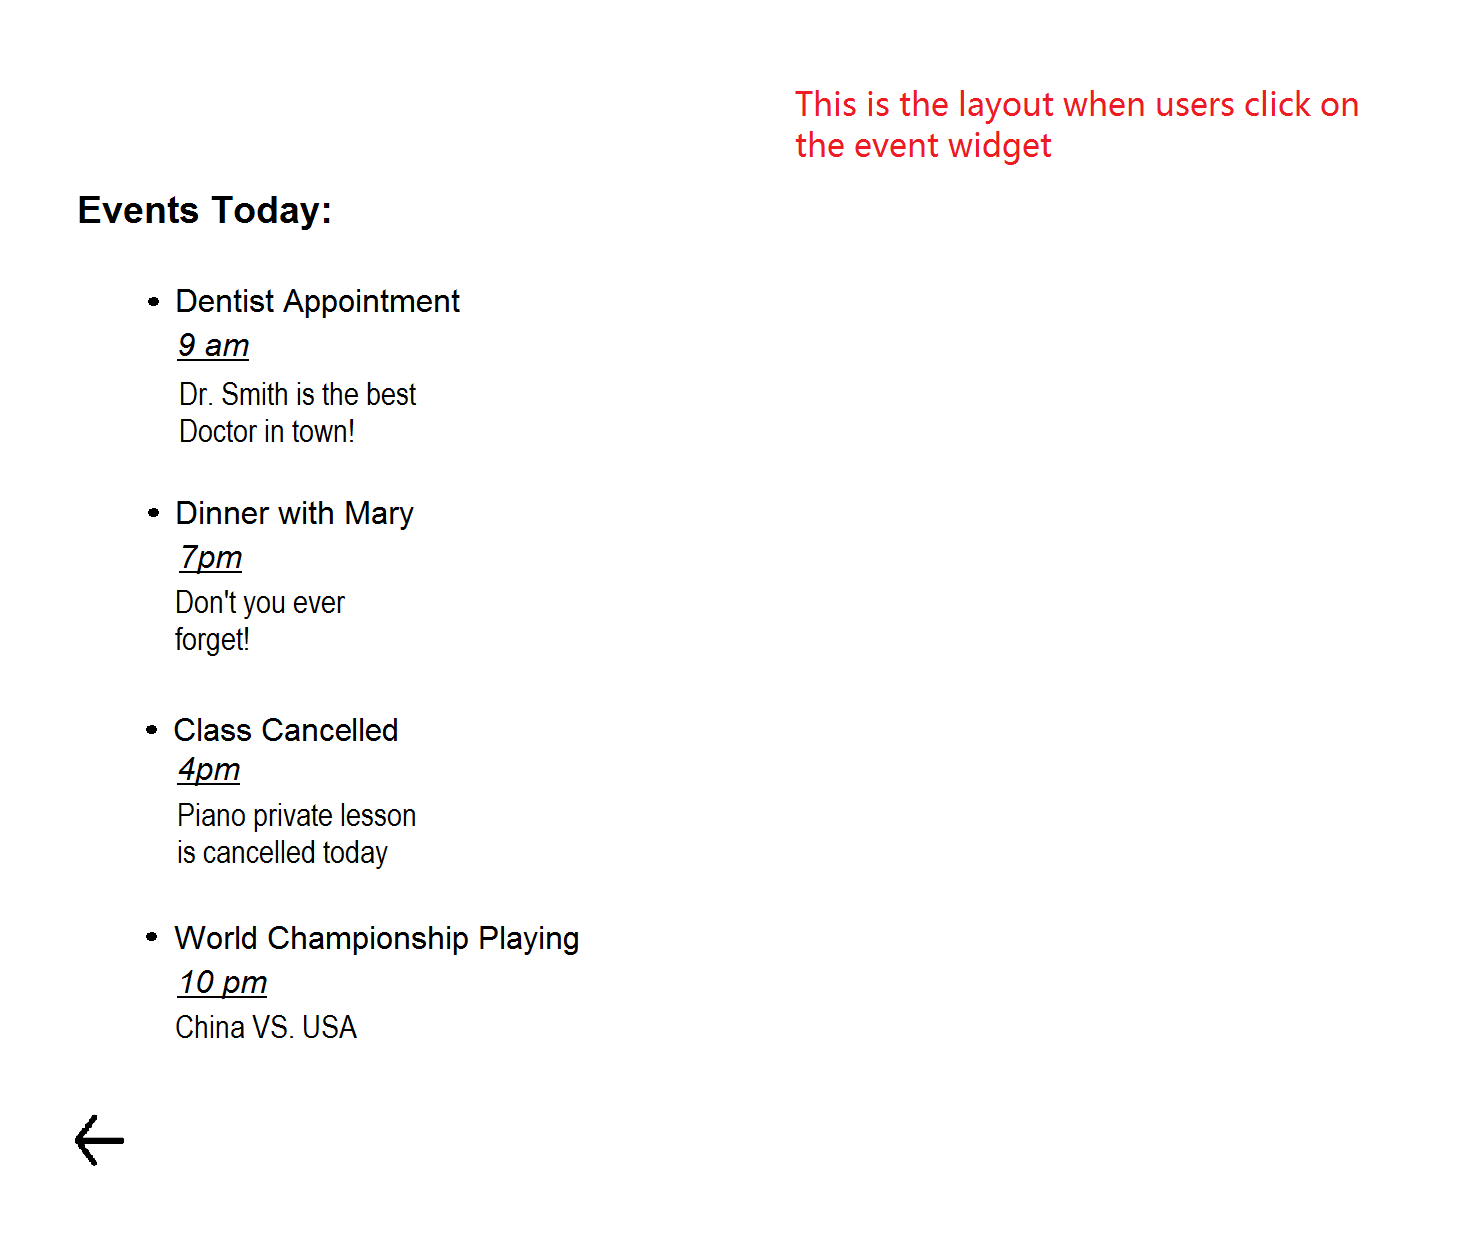 This is the layout when users click on
the event widget
Events Today:
• Dentist Appointment
9 am
Dr. Smith is the best
Doctor in town!
• Dinner with Mary
7pm
Don't you ever
forget!
• Class Cancelled
4pm
Piano private lesson
is cancelled today
• World Championship Playing
10 pm
China VS. USA